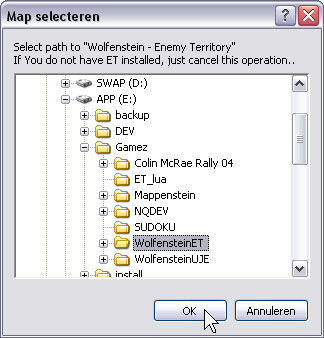 Map selecteren
Select path to "Wolfenstein - Enemy Territory"
If You do not have ET installed, just cancel this operation..
SWAP (D:)
APP (E:)
backup
DEV
Gamez
Colin McRae Rally 04
ET_lua
Mappenstein
NQDEV
SUDOKU
WolfensteinET
WolfensteinUJE
install
OK
Annuleren